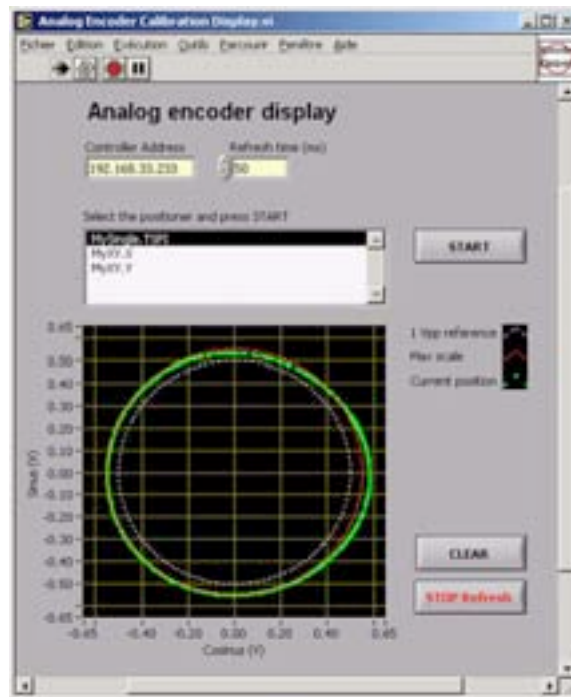 Analog Encoder Calibration Display.vi
Fichier Edition Exécution Outils Parcourir Fenêtre Aide
Analog encoder display
Controller Address
Refresh time (ms)
192.168.33.233
50
Select the positioner and press START
MyXY.X
MyXY.Y
START
1 Vpp reference
Max scale
Current position
0.65
0.50
0.40
0.30
0.20
0.10
0.00
-0.10
-0.20
-0.30
-0.40
-0.50
-0.65
Sinus (V)
-0.65 -0.40 -0.20 0.00 0.20 0.40 0.65
Cosinus (V)
CLEAR
STOP Refresh